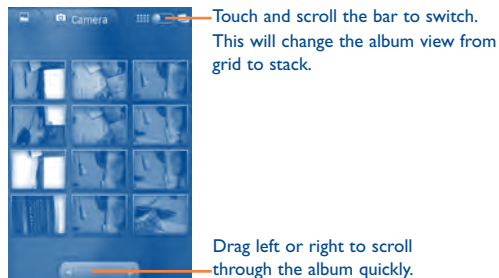 Camera
Touch and scroll the bar to switch.
This will change the album view from
grid to stack.
Drag left or right to scroll
through the album quickly.